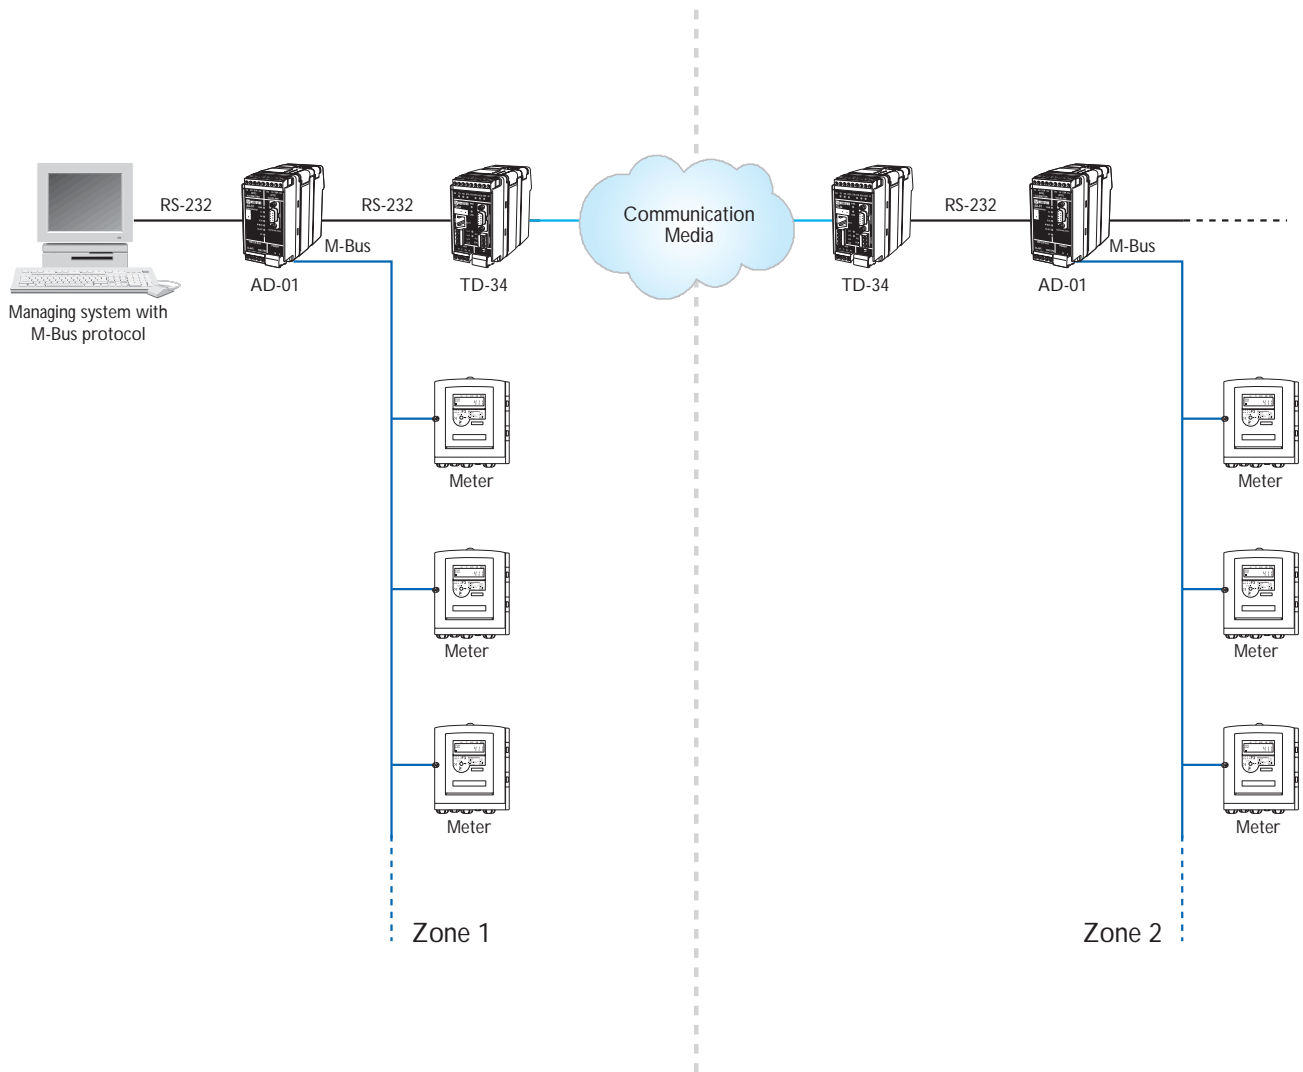 RS-232
RS-232
Communication
Media
RS-232
M-Bus
M-Bus
AD-01
TD-34
TD-34
AD-01
Managing system with
M-Bus protocol
Meter
Meter
Meter
Meter
Meter
Meter
Zone 1
Zone 2